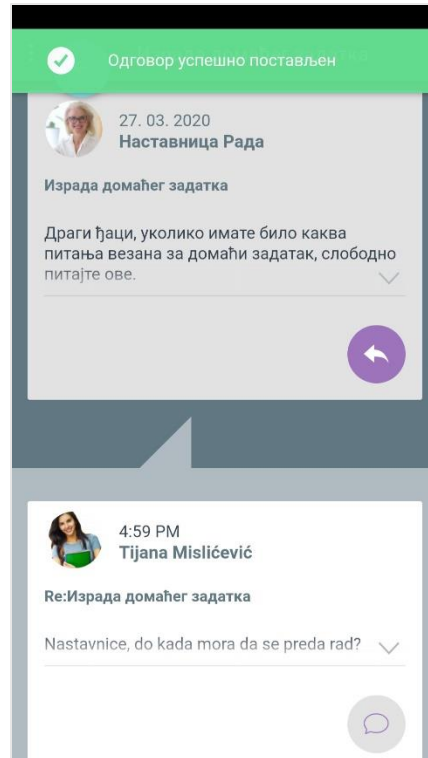 Одговор успешно постављен
27. 03. 2020
Наставница Рада
Израда домаћег задатка
Драги ђаци, уколико имате било каква
питања везана за домаћи задатак, слободно
питајте ове.
4:59 PM
Tijana Mislićević
Re:Израда домаћег задатка
Nastavnice, do kada mora da se preda rad?